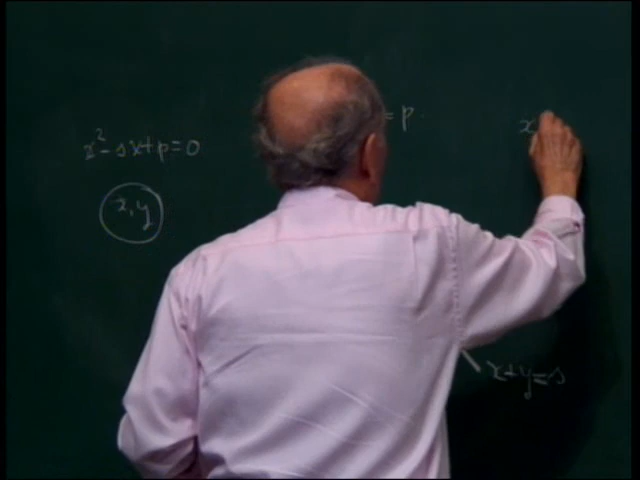 x² - sx + p = 0
= p.
x
x, y
x + y = s